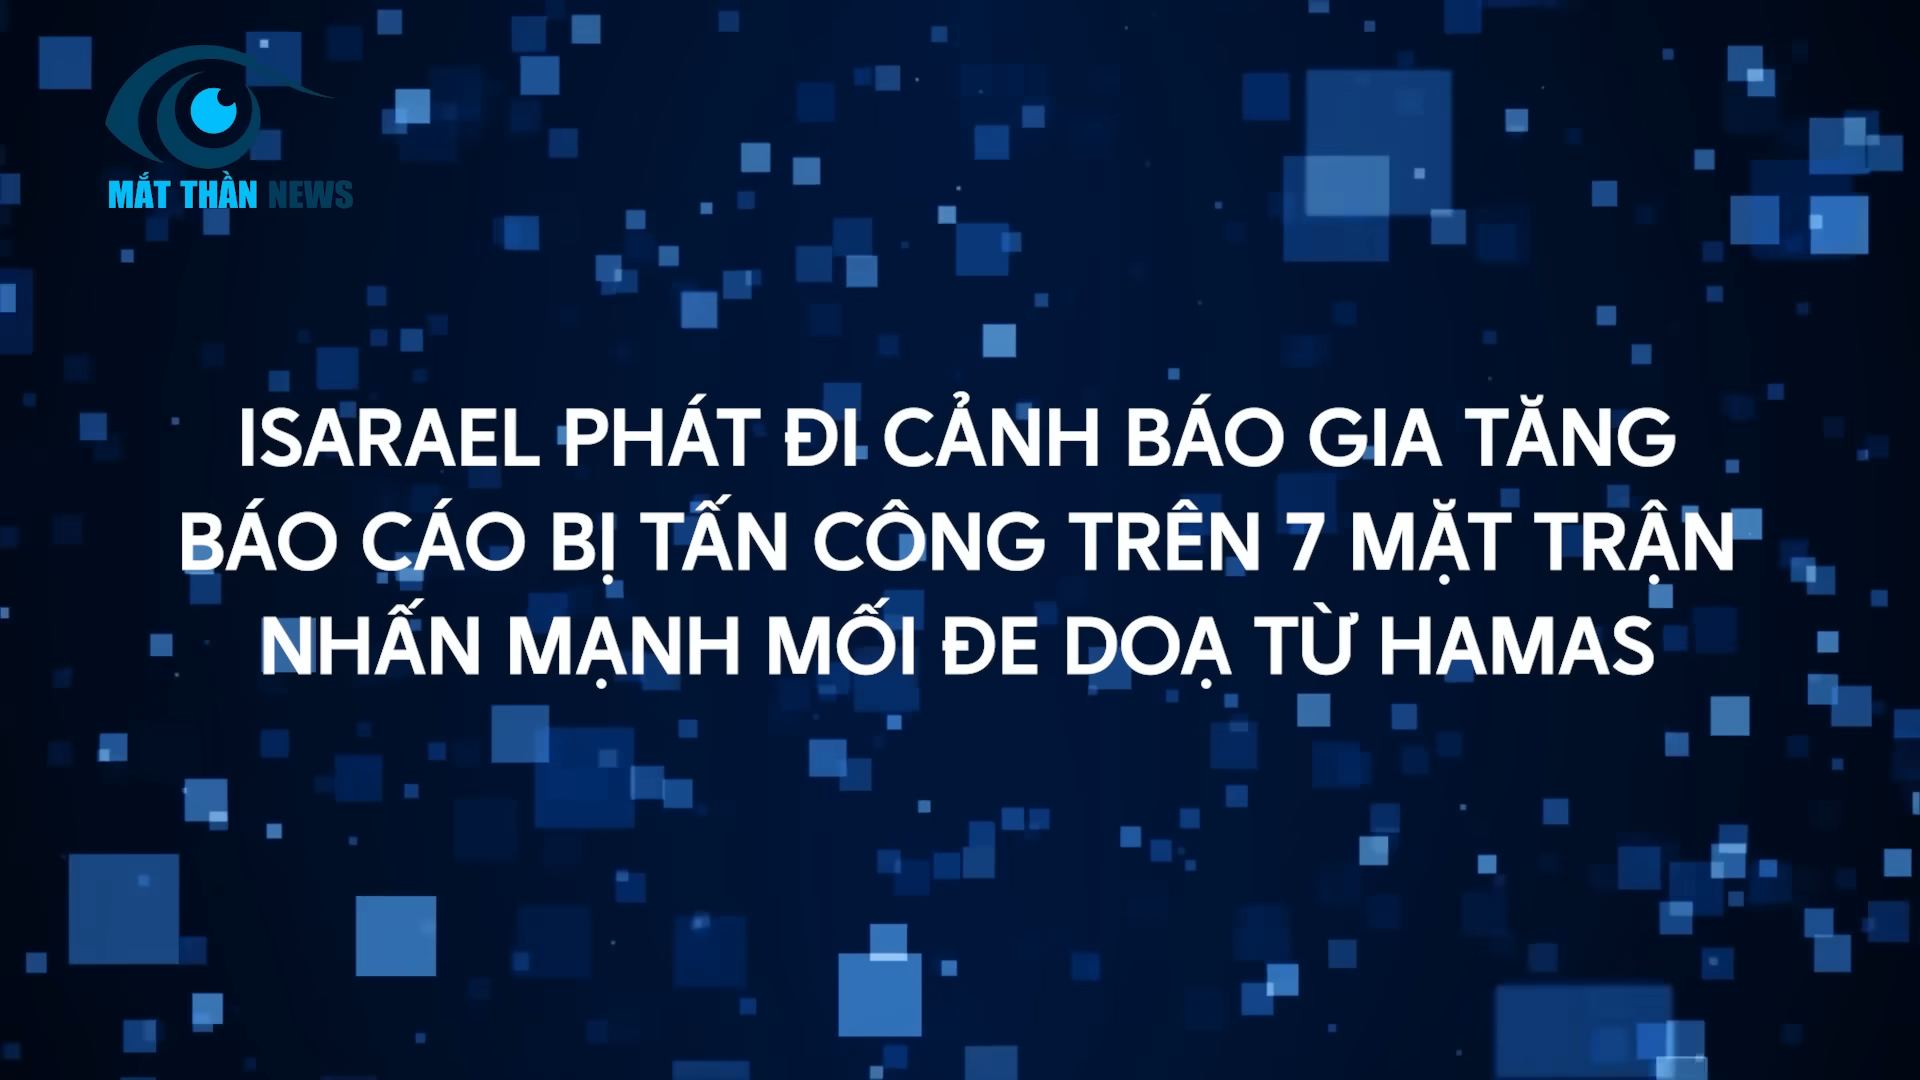 MẮT THẦN NEWS
ISARAEL PHÁT ĐI CẢNH BÁO GIA TĂNG
BÁO CÁO BỊ TẤN CÔNG TRÊN 7 MẶT TRẬN
NHẤN MẠNH MỐI ĐE DOẠ TỪ HAMAS